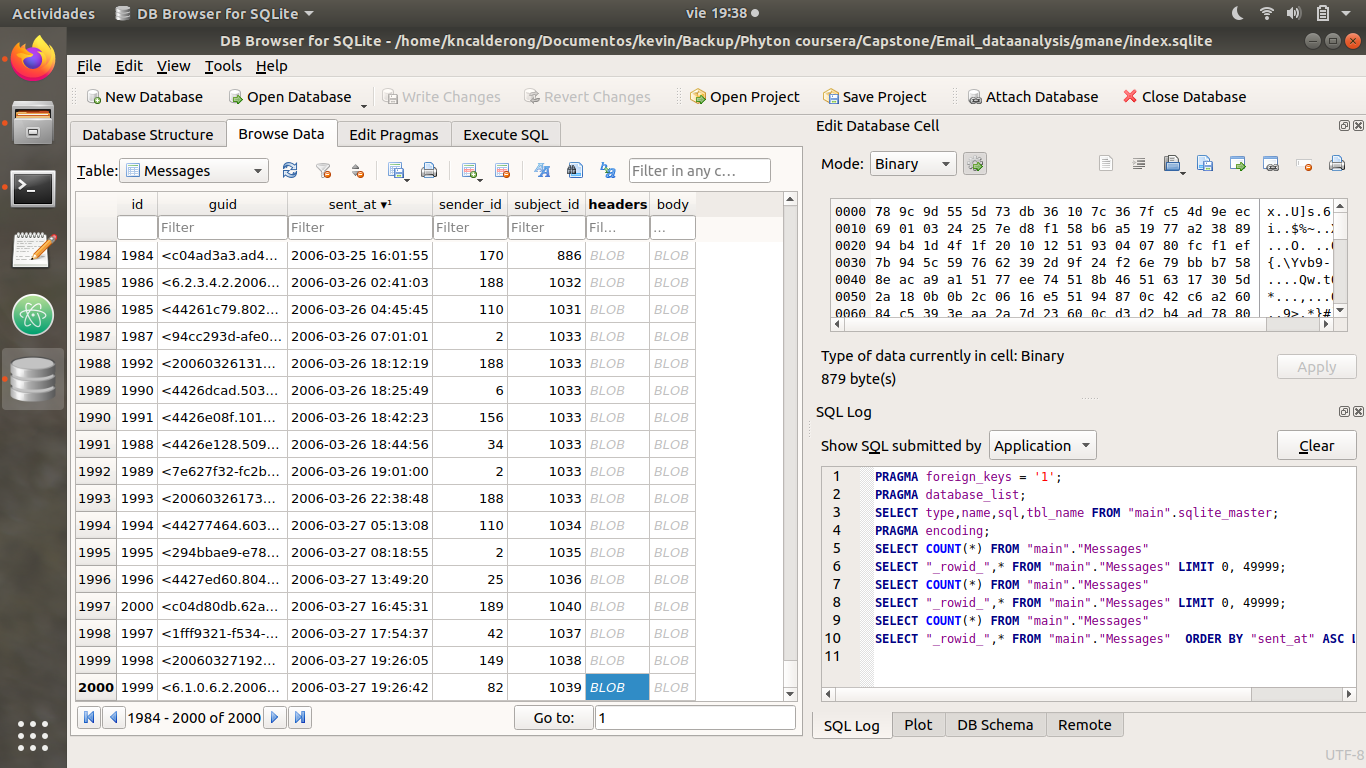 Actividades DB Browser for SQLite vie 19:38
DB Browser for SQLite - /home/kncalderong/Documentos/kevin/Backup/Phyton coursera/Capstone/Email_dataanalysis/gmane/index.sqlite
File Edit View Tools Help
New Database Open Database Write Changes Revert Changes Open Project Save Project Attach Database Close Database
Database Structure Browse Data Edit Pragmas Execute SQL
Table: Messages Filter in any c…
id guid sent_at ▾¹ sender_id subject_id headers body
Filter Filter Filter Filter Fil… …
1984 1984 <c04ad3a3.ad4… 2006-03-25 16:01:55 170 886 BLOB BLOB
1985 1986 <6.2.3.4.2.2006… 2006-03-26 02:41:03 188 1032 BLOB BLOB
1986 1985 <44261c79.802… 2006-03-26 04:45:45 110 1031 BLOB BLOB
1987 1987 <94cc293d-afe0… 2006-03-26 07:01:01 2 1033 BLOB BLOB
1988 1992 <20060326131… 2006-03-26 18:12:19 188 1033 BLOB BLOB
1989 1990 <4426dcad.503… 2006-03-26 18:25:49 6 1033 BLOB BLOB
1990 1991 <4426e08f.101… 2006-03-26 18:42:23 156 1033 BLOB BLOB
1991 1988 <4426e128.509… 2006-03-26 18:44:56 34 1033 BLOB BLOB
1992 1989 <7e627f32-fc2b… 2006-03-26 19:01:00 2 1033 BLOB BLOB
1993 1993 <20060326173… 2006-03-26 22:38:48 188 1033 BLOB BLOB
1994 1994 <44277464.603… 2006-03-27 05:13:08 110 1034 BLOB BLOB
1995 1995 <294bbae9-e78… 2006-03-27 08:18:55 2 1035 BLOB BLOB
1996 1996 <4427ed60.804… 2006-03-27 13:49:20 25 1036 BLOB BLOB
1997 2000 <c04d80db.62a… 2006-03-27 16:45:31 189 1040 BLOB BLOB
1998 1997 <1fff9321-f534-… 2006-03-27 17:54:37 42 1037 BLOB BLOB
1999 1998 <20060327192… 2006-03-27 19:26:05 149 1038 BLOB BLOB
2000 1999 <6.1.0.6.2.2006… 2006-03-27 19:26:42 82 1039 BLOB BLOB
1984 - 2000 of 2000 Go to: 1
Edit Database Cell
Mode: Binary
0000 78 9c 9d 55 5d 73 db 36 10 7c 36 7f c5 4d 9e ec x..U]s.6
0010 69 01 03 24 25 7e d8 f1 58 b6 a5 19 77 a2 38 89 i..$%~..
0020 94 b4 1d 4f 1f 20 10 12 51 93 04 07 80 fc f1 ef ...O. ..
0030 7b 94 5c 59 76 62 39 2d 9f 24 f2 6e 79 bb b7 58 {.\Yvb9-
0040 8e ac a9 a1 51 77 ee 74 51 8b 46 51 63 17 30 5d ....Qw.t
0050 2a 18 0b 0b 2c 06 16 e5 51 94 87 0c 42 c6 a2 60 *...,...
0060 84 c5 39 3e aa 2a 7d 23 60 0c d3 d2 b4 ad 78 80 ..9>.*}#
Type of data currently in cell: Binary
879 byte(s)
Apply
SQL Log
Show SQL submitted by Application Clear
1 PRAGMA foreign_keys = '1';
2 PRAGMA database_list;
3 SELECT type,name,sql,tbl_name FROM "main".sqlite_master;
4 PRAGMA encoding;
5 SELECT COUNT(*) FROM "main"."Messages"
6 SELECT "_rowid_",* FROM "main"."Messages" LIMIT 0, 49999;
7 SELECT COUNT(*) FROM "main"."Messages"
8 SELECT "_rowid_",* FROM "main"."Messages" LIMIT 0, 49999;
9 SELECT COUNT(*) FROM "main"."Messages"
10 SELECT "_rowid_",* FROM "main"."Messages"  ORDER BY "sent_at" ASC L
11
SQL Log Plot DB Schema Remote
UTF-8